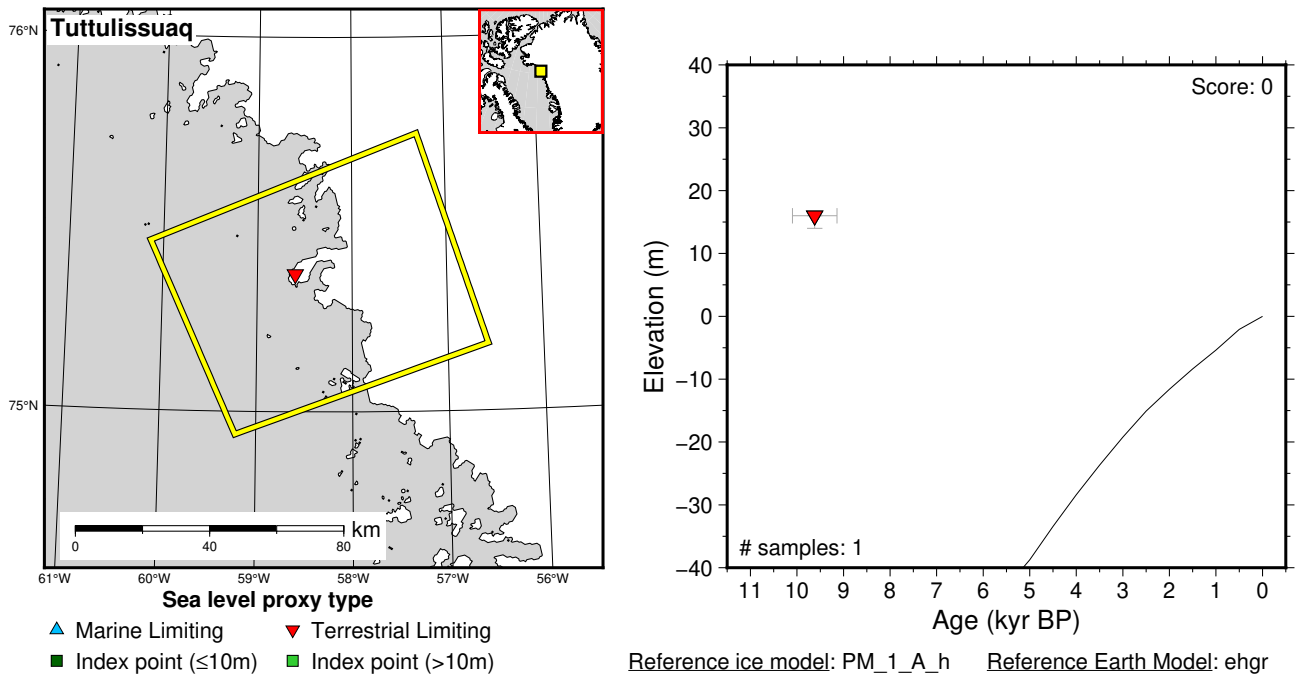 Tuttulissuaq
76°N
75°N
km
0 40 80
61°W 60°W 59°W 58°W 57°W 56°W
Sea level proxy type
Marine Limiting
Terrestrial Limiting
Index point (≤10m)
Index point (>10m)
Score: 0
Elevation (m)
40
30
20
10
0
−10
−20
−30
−40
# samples: 1
11 10 9 8 7 6 5 4 3 2 1 0
Age (kyr BP)
Reference ice model: PM_1_A_h
Reference Earth Model: ehgr